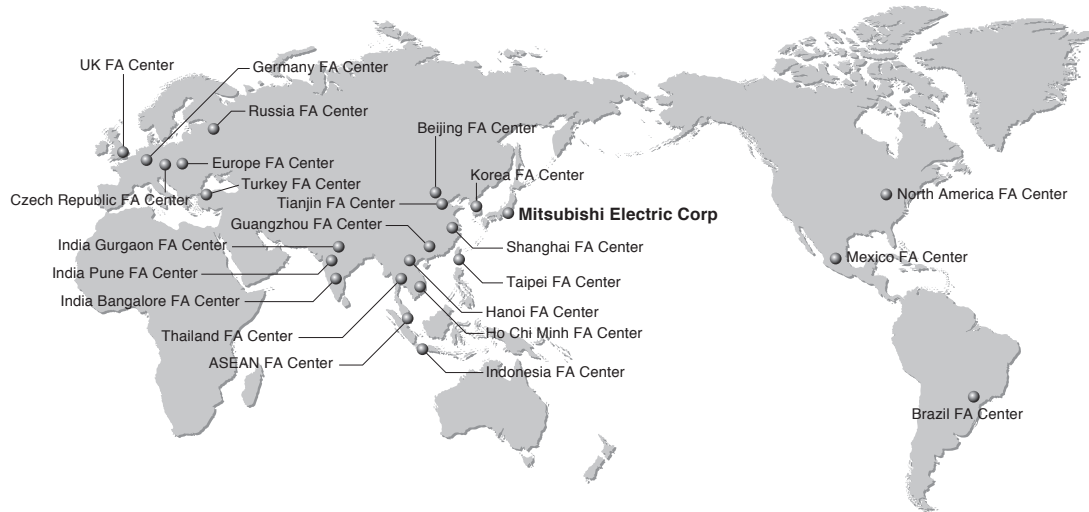 UK FA Center
Germany FA Center
Russia FA Center
Beijing FA Center
Europe FA Center
Korea FA Center
Turkey FA Center
Czech Republic FA Center
Tianjin FA Center
North America FA Center
Mitsubishi Electric Corp
Guangzhou FA Center
India Gurgaon FA Center
Shanghai FA Center
Mexico FA Center
India Pune FA Center
Taipei FA Center
India Bangalore FA Center
Hanoi FA Center
Thailand FA Center
Ho Chi Minh FA Center
ASEAN FA Center
Indonesia FA Center
Brazil FA Center